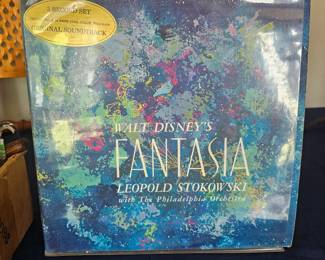 3 RECORD SET
ORIGINAL SOUNDTRACK
WALT DISNEY'S
FANTASIA
LEOPOLD STOKOWSKI
with The Philadelphia Orchestra